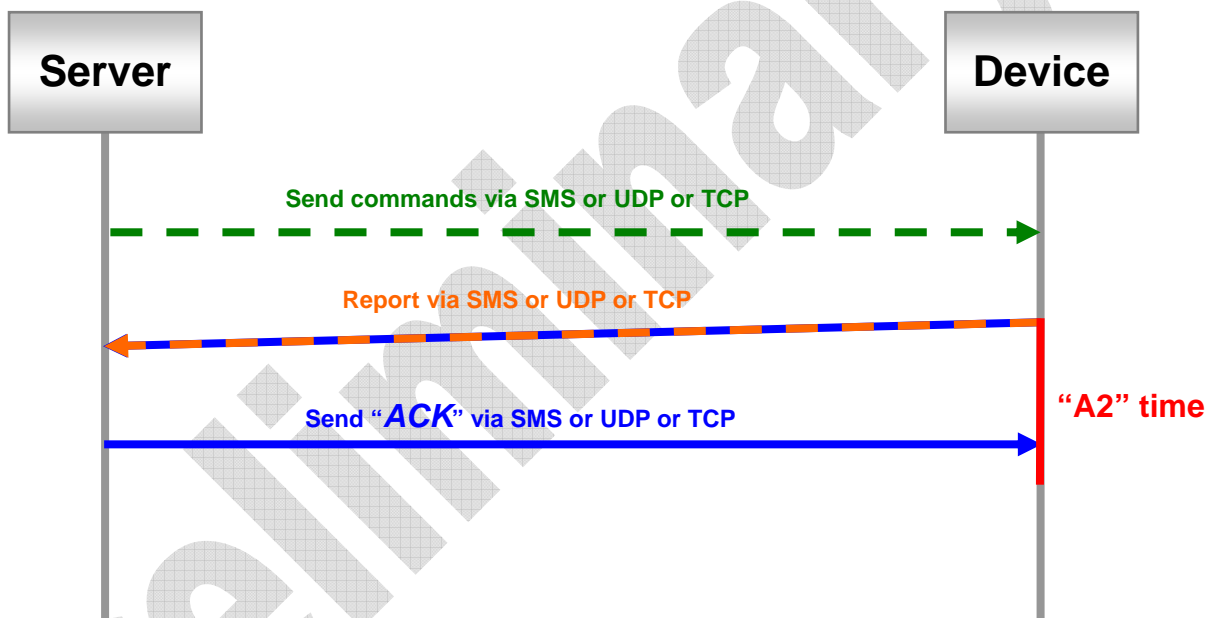 Server
Device
Send commands via SMS or UDP or TCP
Report via SMS or UDP or TCP
Send “ACK” via SMS or UDP or TCP
“A2” time